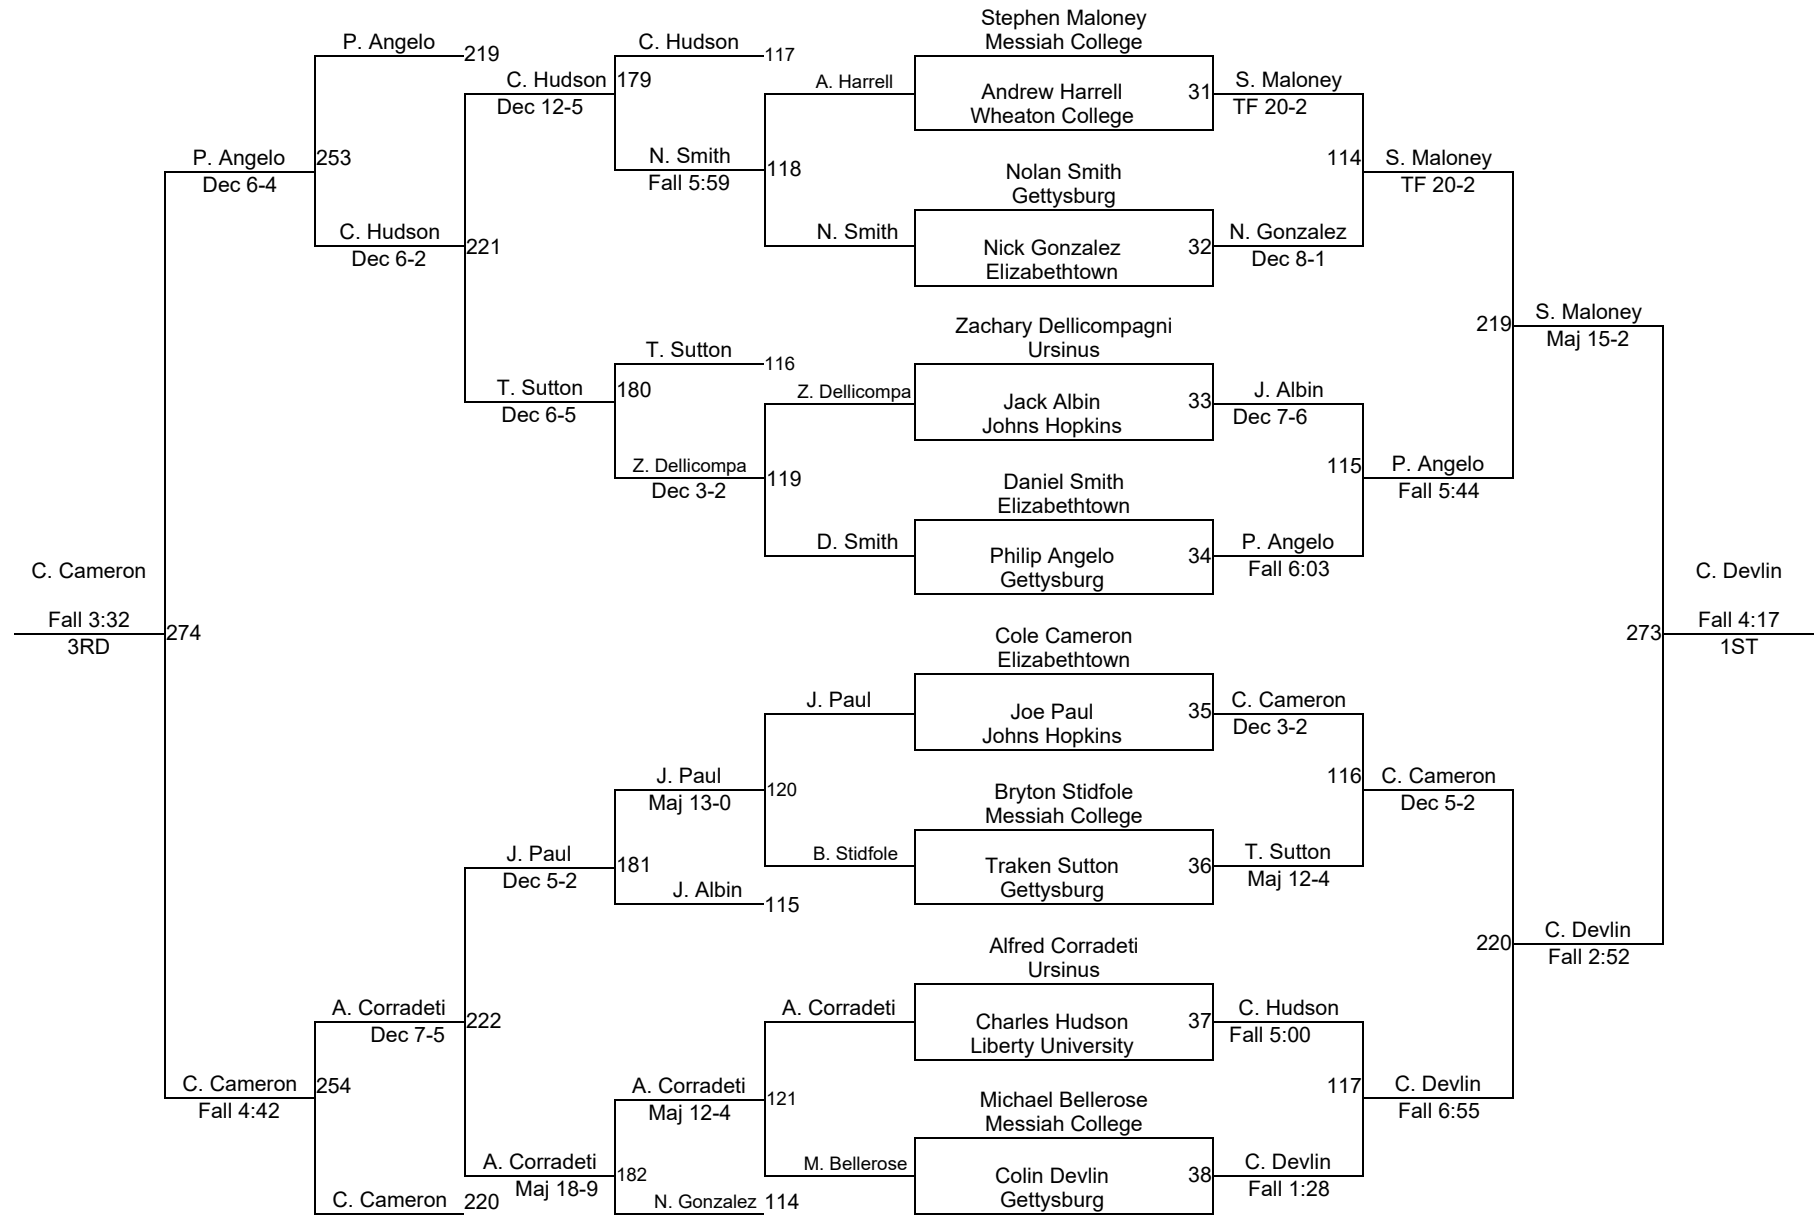 Stephen Maloney
P. Angelo
C. Hudson
Messiah College
219
117
C. Hudson
179
A. Harrell
Andrew Harrell
31
S. Maloney
Dec 12-5
Wheaton College
TF 20-2
P. Angelo
253
N. Smith
118
Nolan Smith
114
S. Maloney
Dec 6-4
Fall 5:59
Gettysburg
TF 20-2
C. Hudson
221
N. Smith
Nick Gonzalez
32
N. Gonzalez
Dec 6-2
Elizabethtown
Dec 8-1
Zachary Dellicompagni
219
S. Maloney
T. Sutton
116
Ursinus
Maj 15-2
T. Sutton
180
Z. Dellicompa
Jack Albin
33
J. Albin
Dec 6-5
Johns Hopkins
Dec 7-6
Z. Dellicompa
119
Daniel Smith
115
P. Angelo
Dec 3-2
Elizabethtown
Fall 5:44
D. Smith
Philip Angelo
34
P. Angelo
Gettysburg
Fall 6:03
C. Cameron
C. Devlin
Fall 3:32
274
Cole Cameron
273
Fall 4:17
3RD
Elizabethtown
1ST
J. Paul
Joe Paul
35
C. Cameron
Johns Hopkins
Dec 3-2
J. Paul
120
Bryton Stidfole
116
C. Cameron
Maj 13-0
Messiah College
Dec 5-2
J. Paul
181
B. Stidfole
Traken Sutton
36
T. Sutton
Dec 5-2
J. Albin
115
Gettysburg
Maj 12-4
Alfred Corradeti
220
C. Devlin
Ursinus
Fall 2:52
A. Corradeti
222
A. Corradeti
Charles Hudson
37
C. Hudson
Dec 7-5
Liberty University
Fall 5:00
C. Cameron
254
A. Corradeti
121
Michael Bellerose
117
C. Devlin
Fall 4:42
Maj 12-4
Messiah College
Fall 6:55
A. Corradeti
182
M. Bellerose
Colin Devlin
38
C. Devlin
Maj 18-9
Gettysburg
Fall 1:28
C. Cameron
220
N. Gonzalez
114